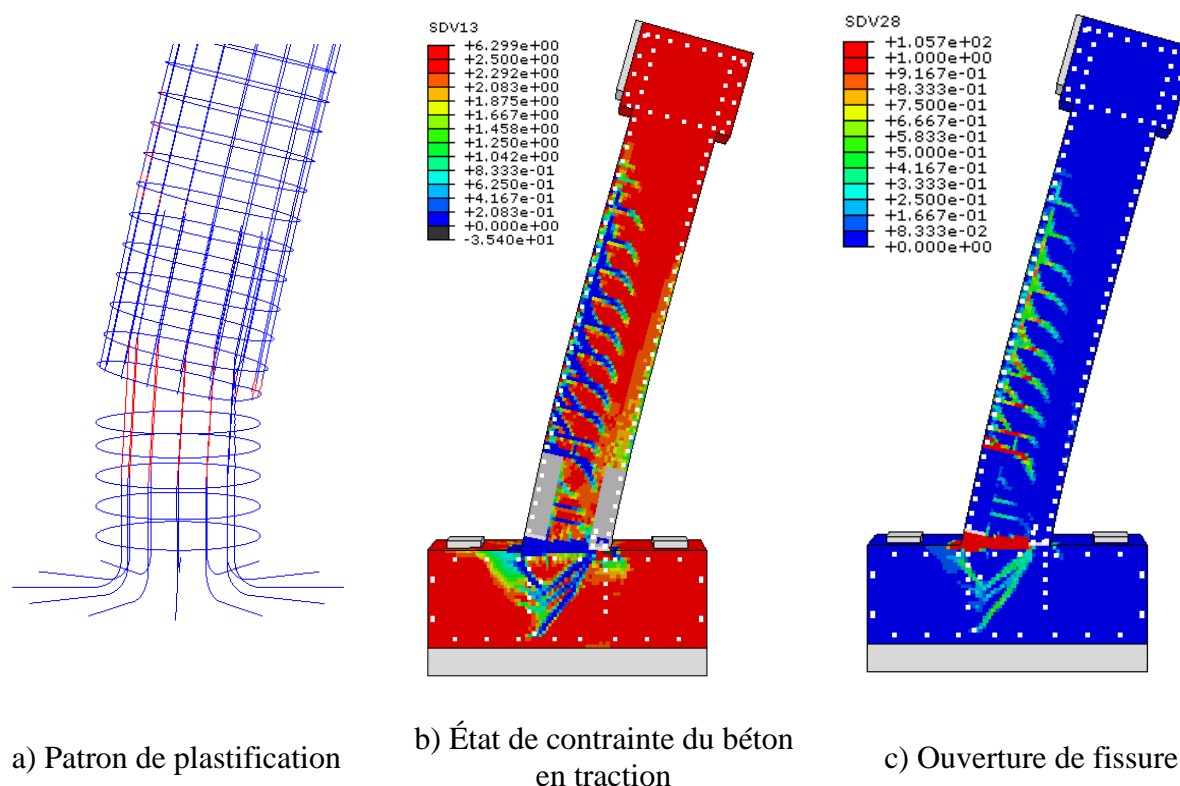 SDV13
+6.299e+00
+2.500e+00
+2.292e+00
+2.083e+00
+1.875e+00
+1.667e+00
+1.458e+00
+1.250e+00
+1.042e+00
+8.333e-01
+6.250e-01
+4.167e-01
+2.083e-01
+0.000e+00
-3.540e+01
SDV28
+1.057e+02
+1.000e+00
+9.167e-01
+8.333e-01
+7.500e-01
+6.667e-01
+5.833e-01
+5.000e-01
+4.167e-01
+3.333e-01
+2.500e-01
+1.667e-01
+8.333e-02
+0.000e+00
a) Patron de plastification
b) État de contrainte du béton
en traction
c) Ouverture de fissure